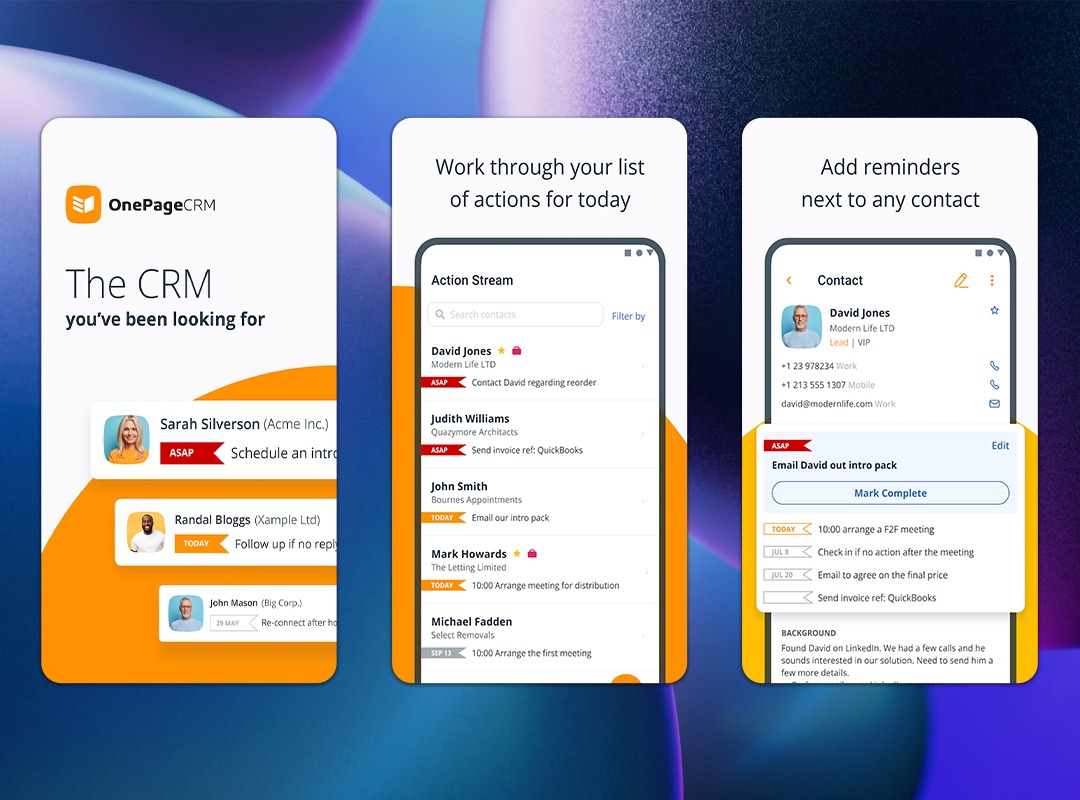 OnePageCRM
The CRM
you've been looking for
Sarah Silverson (Acme Inc.)
ASAP Schedule an intro
Randal Bloggs (Xample Ltd)
TODAY Follow up if no reply
John Mason (Big Corp.)
29 MAY Re-connect after
Work through your list
of actions for today
Action Stream
Search contacts
Filter by
David Jones
Modern Life LTD
ASAP Contact David regarding reorder
Judith Williams
Quazymore Architects
ASAP Send invoice ref: QuickBooks
John Smith
Bournes Appointments
TODAY Email our intro pack
Mark Howards
The Letting Limited
TODAY 10:00 Arrange meeting for distribution
Michael Fadden
Select Removals
SEP 13 10:00 Arrange the first meeting
Add reminders
next to any contact
Contact
David Jones
Modern Life LTD
Lead | VIP
+1 23 978234 Work
+1 213 555 1307 Mobile
david@modernlife.com Work
ASAP
Edit
Email David out intro pack
Mark Complete
TODAY 10:00 arrange a F2F meeting
JUL 8 Check in if no action after the meeting
JUL 20 Email to agree on the final price
Send invoice ref: QuickBooks
BACKGROUND
Found David on LinkedIn. We had a few calls and he
sounds interested in our solution. Need to send him a
few more details.